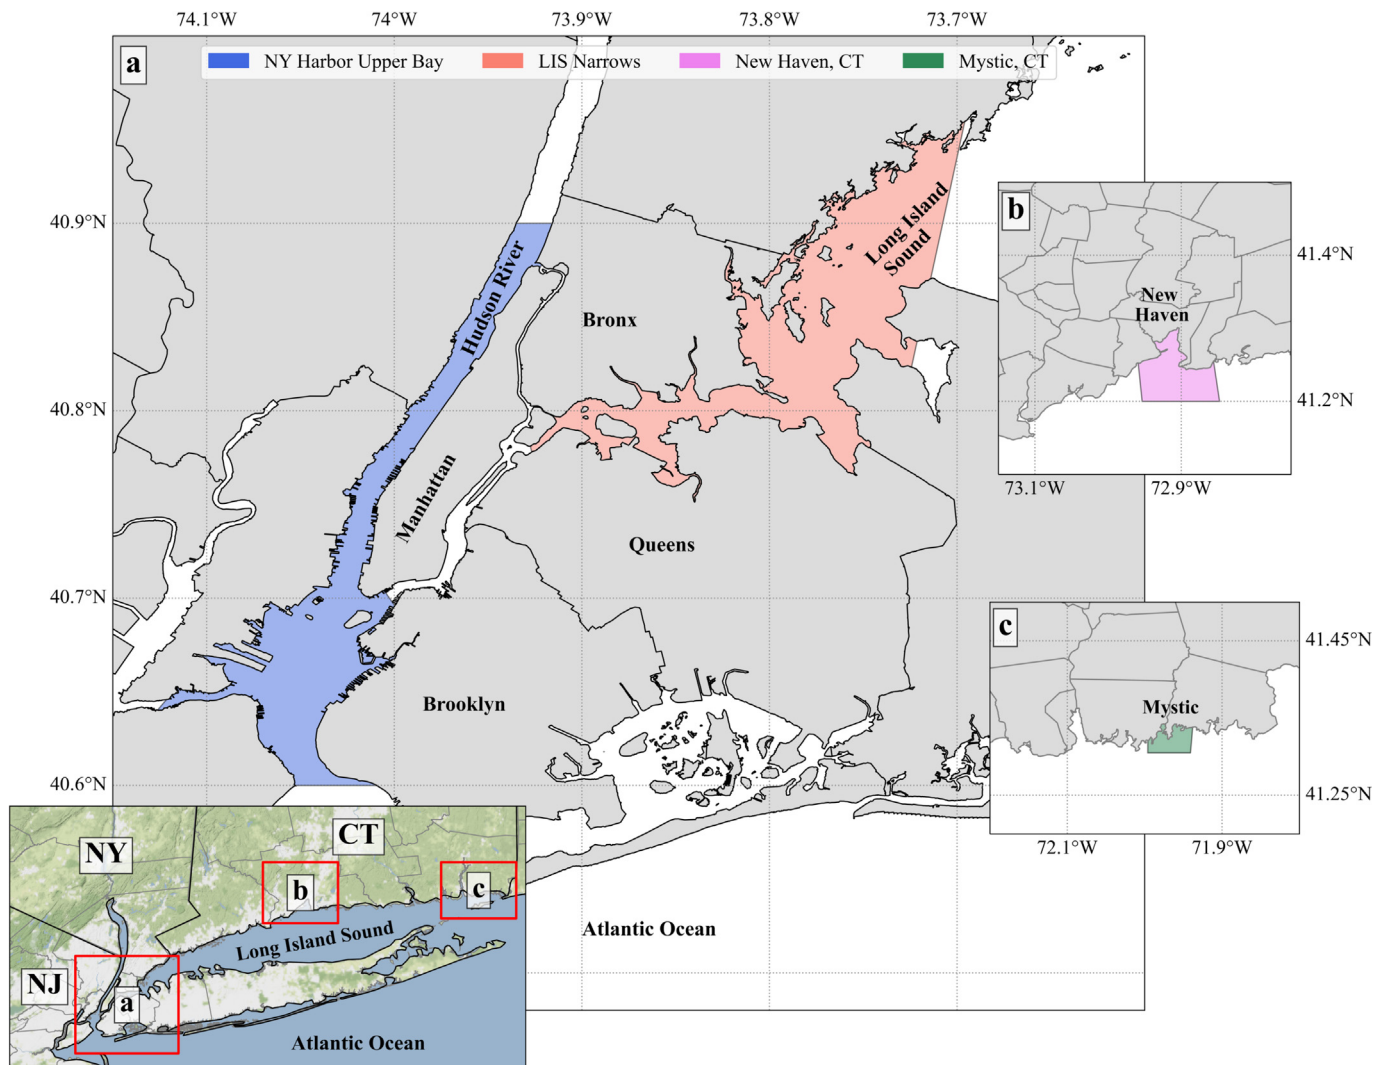 74.1°W 74°W 73.9°W 73.8°W 73.7°W
a
NY Harbor Upper Bay LIS Narrows New Haven, CT Mystic, CT
40.9°N
40.8°N
40.7°N
40.6°N
Hudson River
Long Island
Sound
Bronx
Manhattan
Queens
Brooklyn
Atlantic Ocean
b
New
Haven
41.4°N
41.2°N
73.1°W 72.9°W
c
Mystic
41.45°N
41.25°N
72.1°W 71.9°W
NY
CT
NJ
b
c
a
Long Island Sound
Atlantic Ocean